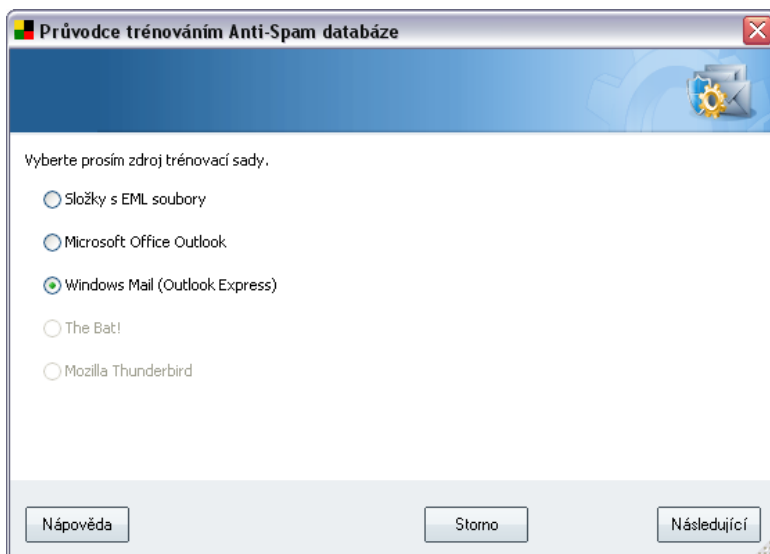 Průvodce trénováním Anti-Spam databáze
Vyberte prosím zdroj trénovací sady.
Složky s EML soubory
Microsoft Office Outlook
Windows Mail (Outlook Express)
The Bat!
Mozilla Thunderbird
Nápověda Storno Následující